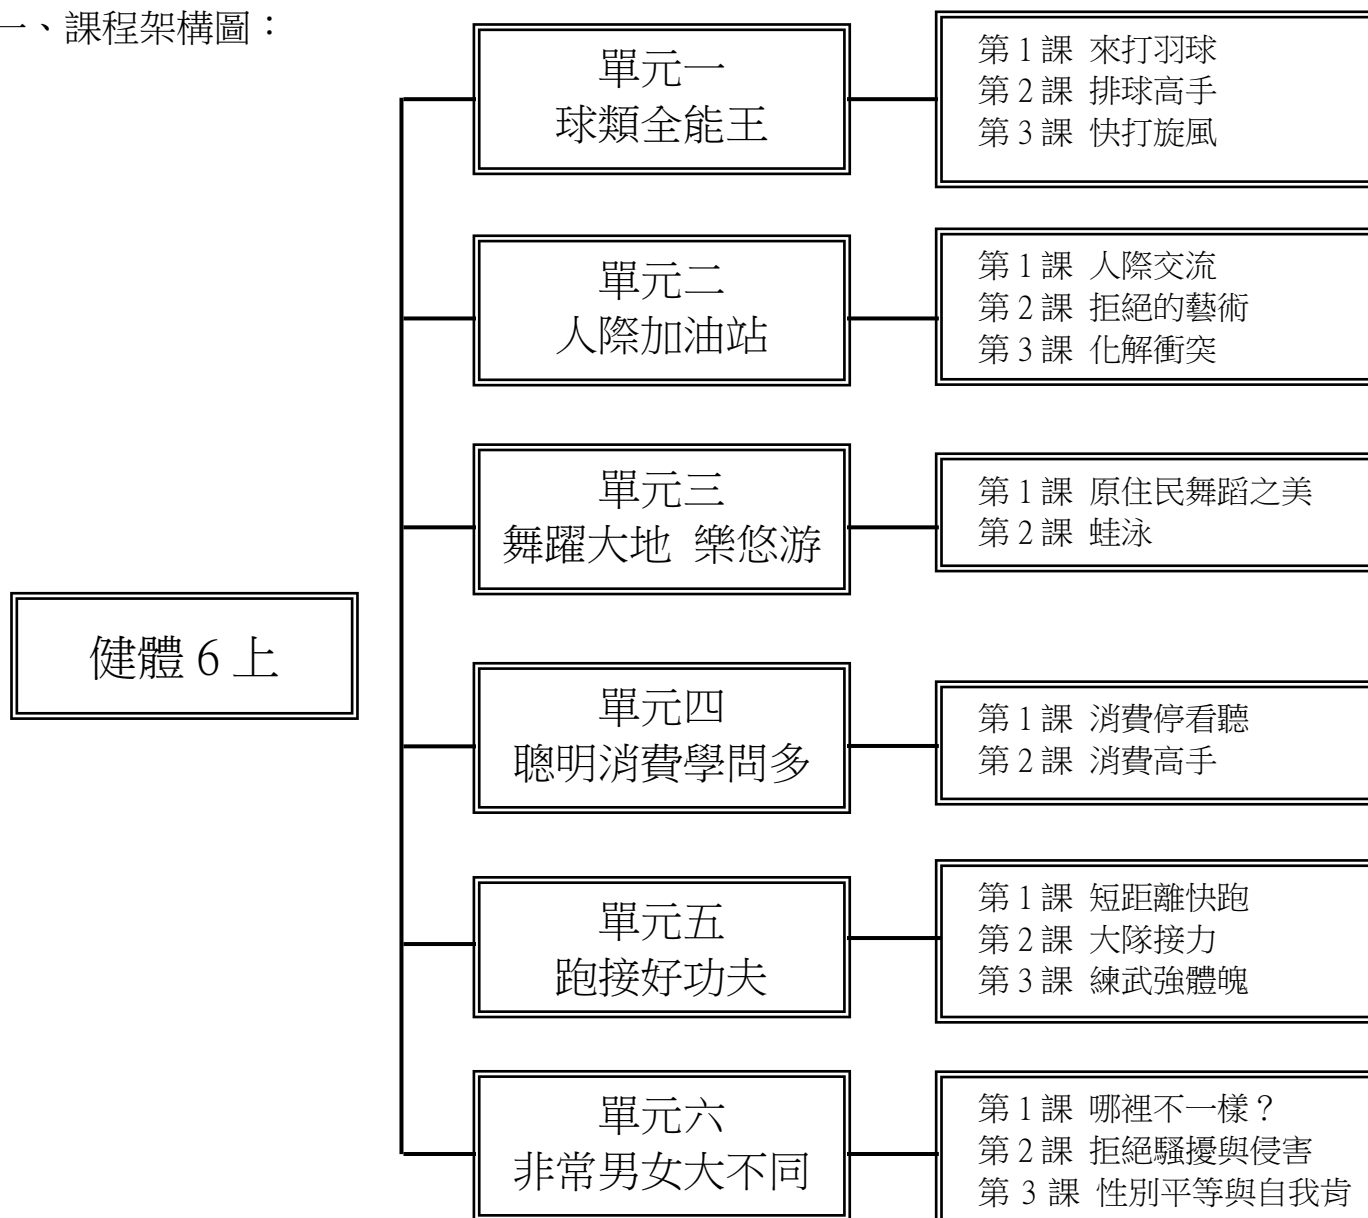 一、課程架構圖：
健體 6 上
單元一
球類全能王
第 1 課 來打羽球
第 2 課 排球高手
第 3 課 快打旋風
單元二
人際加油站
第 1 課 人際交流
第 2 課 拒絕的藝術
第 3 課 化解衝突
單元三
舞躍大地 樂悠游
第 1 課 原住民舞蹈之美
第 2 課 蛙泳
單元四
聰明消費學問多
第 1 課 消費停看聽
第 2 課 消費高手
單元五
跑接好功夫
第 1 課 短距離快跑
第 2 課 大隊接力
第 3 課 練武強體魄
單元六
非常男女大不同
第 1 課 哪裡不一樣？
第 2 課 拒絕騷擾與侵害
第 3 課 性別平等與自我肯